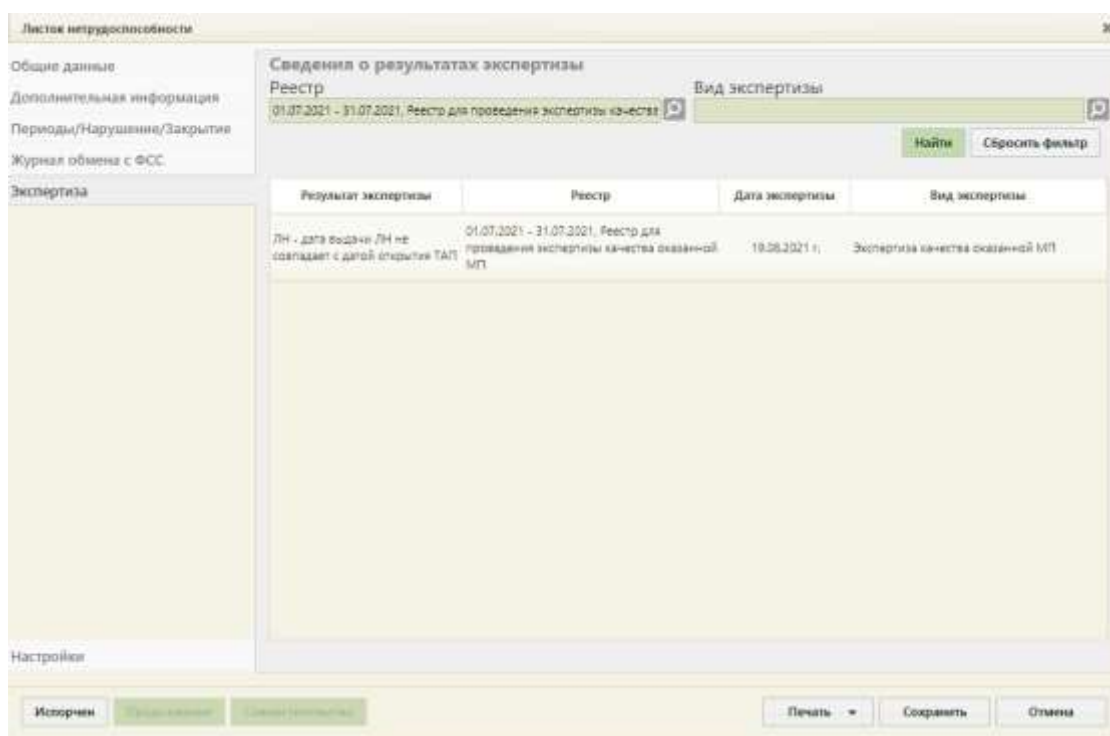 Листок нетрудоспособности
Общие данные
Дополнительная информация
Периоды/Нарушение/Закрытие
Журнал обмена с ФСС
Экспертиза
Сведения о результатах экспертизы
Реестр
Вид экспертизы
01.07.2021 - 31.07.2021, Реестр для проведения экспертизы качества
Найти
Сбросить фильтр
Результат экспертизы
Реестр
Дата экспертизы
Вид экспертизы
ЛН - дата выдачи ЛН не
совпадает с датой открытия ТАП
01.07.2021 - 31.07.2021, Реестр для
проведения экспертизы качества оказанной
МП
19.08.2021 г.
Экспертиза качества оказанной МП
Настройки
Испорчен
Печать
Сохранить
Отмена